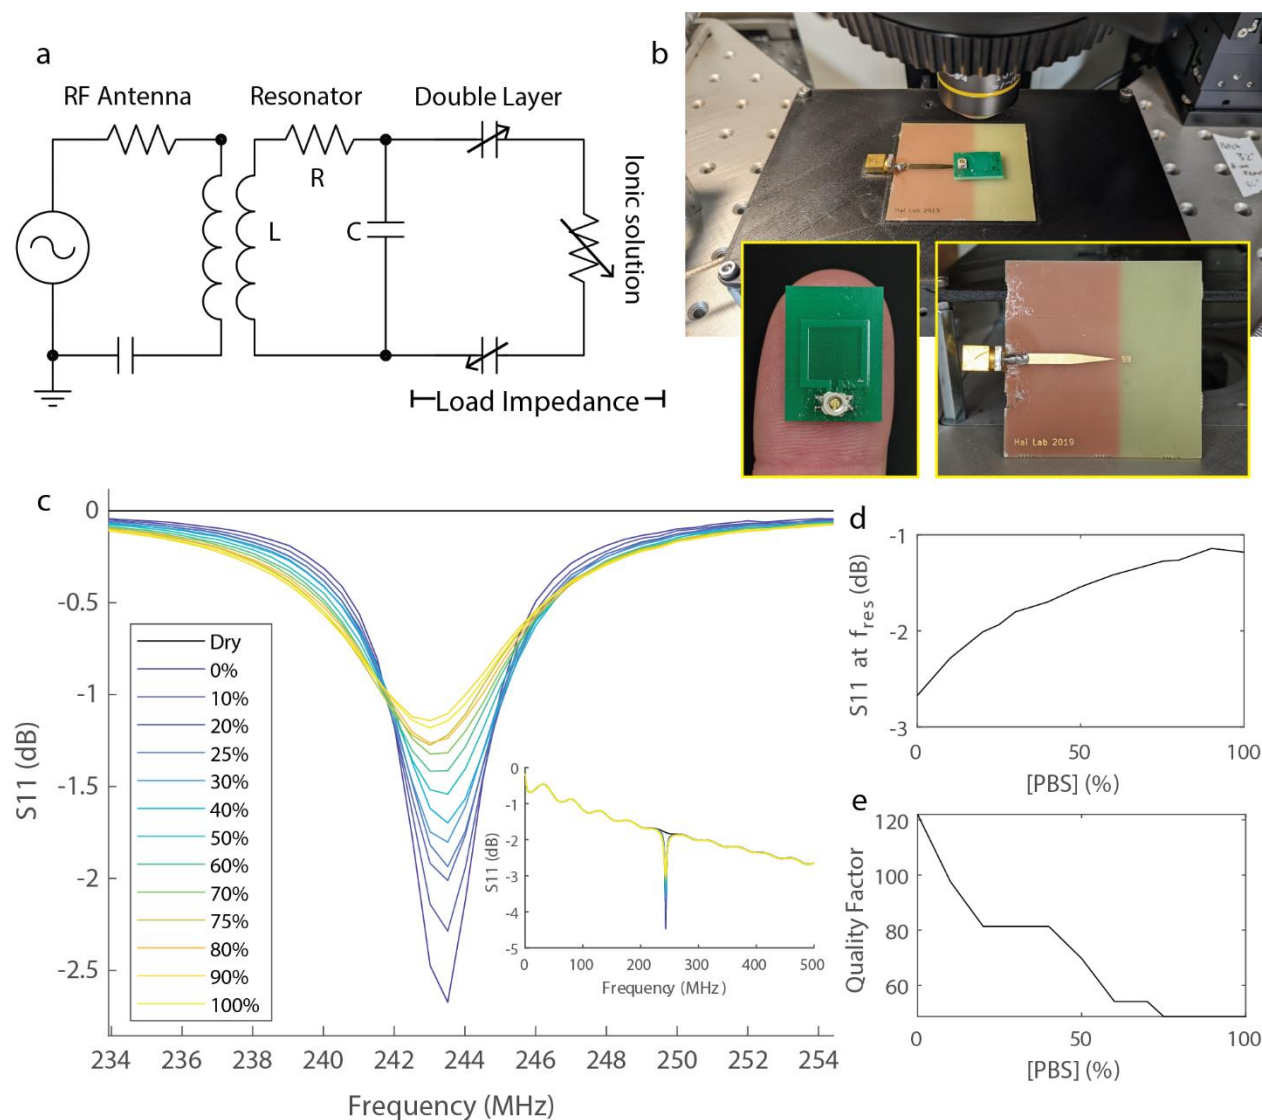 a
RF Antenna
Resonator
Double Layer
R
L
C
Ionic solution
Load Impedance
b
Hai Lab 2019
Hai Lab 2019
c
0
-0.5
-1
-1.5
-2
-2.5
S11 (dB)
Dry
0%
10%
20%
25%
30%
40%
50%
60%
70%
75%
80%
90%
100%
234 236 238 240 242 244 246 248 250 252 254
Frequency (MHz)
0
-1
-2
-3
-4
-5
S11 (dB)
0 100 200 300 400 500
Frequency (MHz)
d
-1
-2
-3
S11 at fres (dB)
0 50 100
[PBS] (%)
e
120
100
80
60
Quality Factor
0 50 100
[PBS] (%)